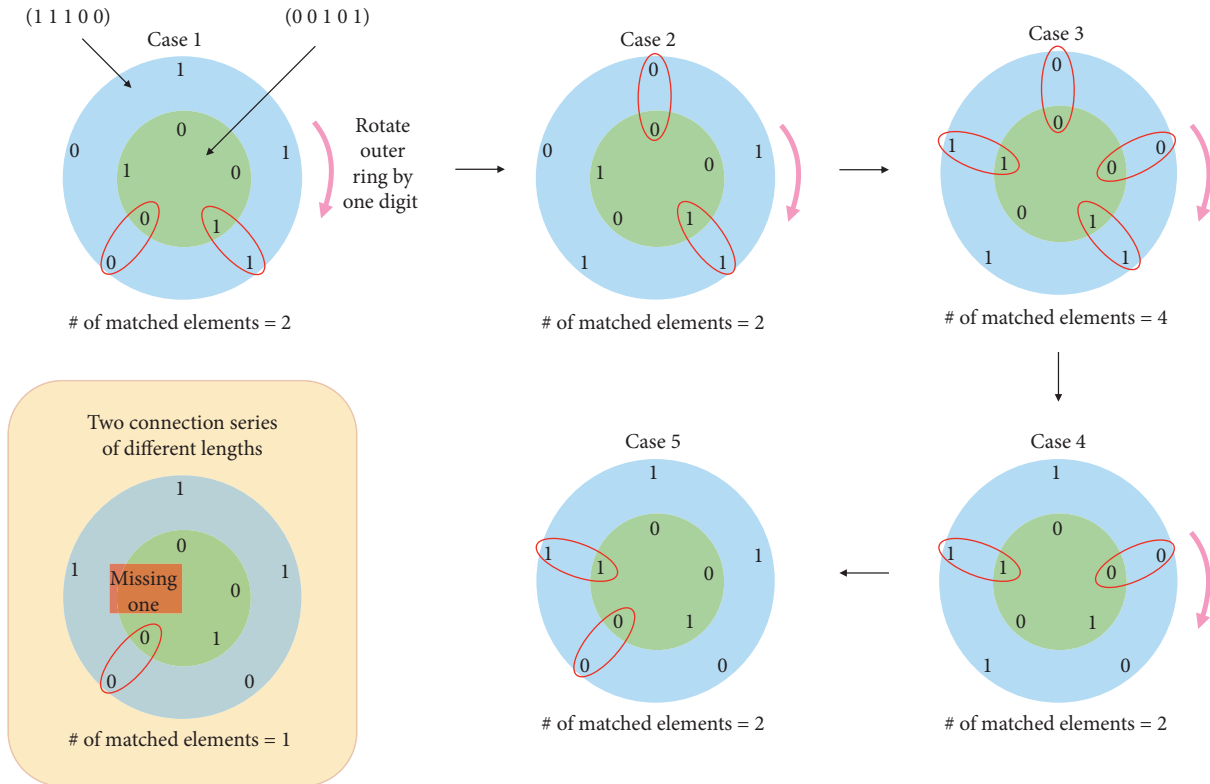 (1 1 1 0 0)
(0 0 1 0 1)
Case 1
1
0
1
0
1
0
0
1
0
1
# of matched elements = 2
Rotate
outer
ring by
one digit
Case 2
0
0
0
1
1
0
0
1
1
1
# of matched elements = 2
Case 3
0
0
1
1
0
0
0
1
1
1
# of matched elements = 4
Two connection series
of different lengths
1
0
1
1
Missing
one
0
0
1
0
0
# of matched elements = 1
Case 5
1
0
1
1
1
0
0
1
0
0
# of matched elements = 2
Case 4
1
0
1
1
0
0
0
1
1
0
# of matched elements = 2